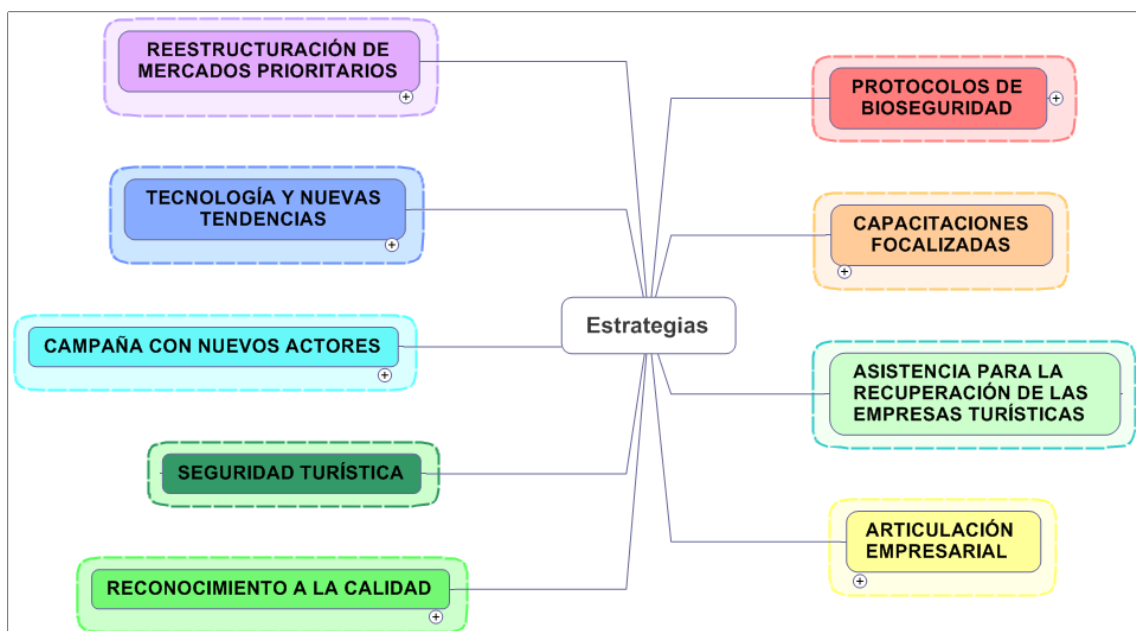 REESTRUCTURACIÓN DE
MERCADOS PRIORITARIOS
TECNOLOGÍA Y NUEVAS
TENDENCIAS
CAMPAÑA CON NUEVOS ACTORES
SEGURIDAD TURÍSTICA
RECONOCIMIENTO A LA CALIDAD
Estrategias
PROTOCOLOS DE
BIOSEGURIDAD
CAPACITACIONES
FOCALIZADAS
ASISTENCIA PARA LA
RECUPERACIÓN DE LAS
EMPRESAS TURÍSTICAS
ARTICULACIÓN
EMPRESARIAL